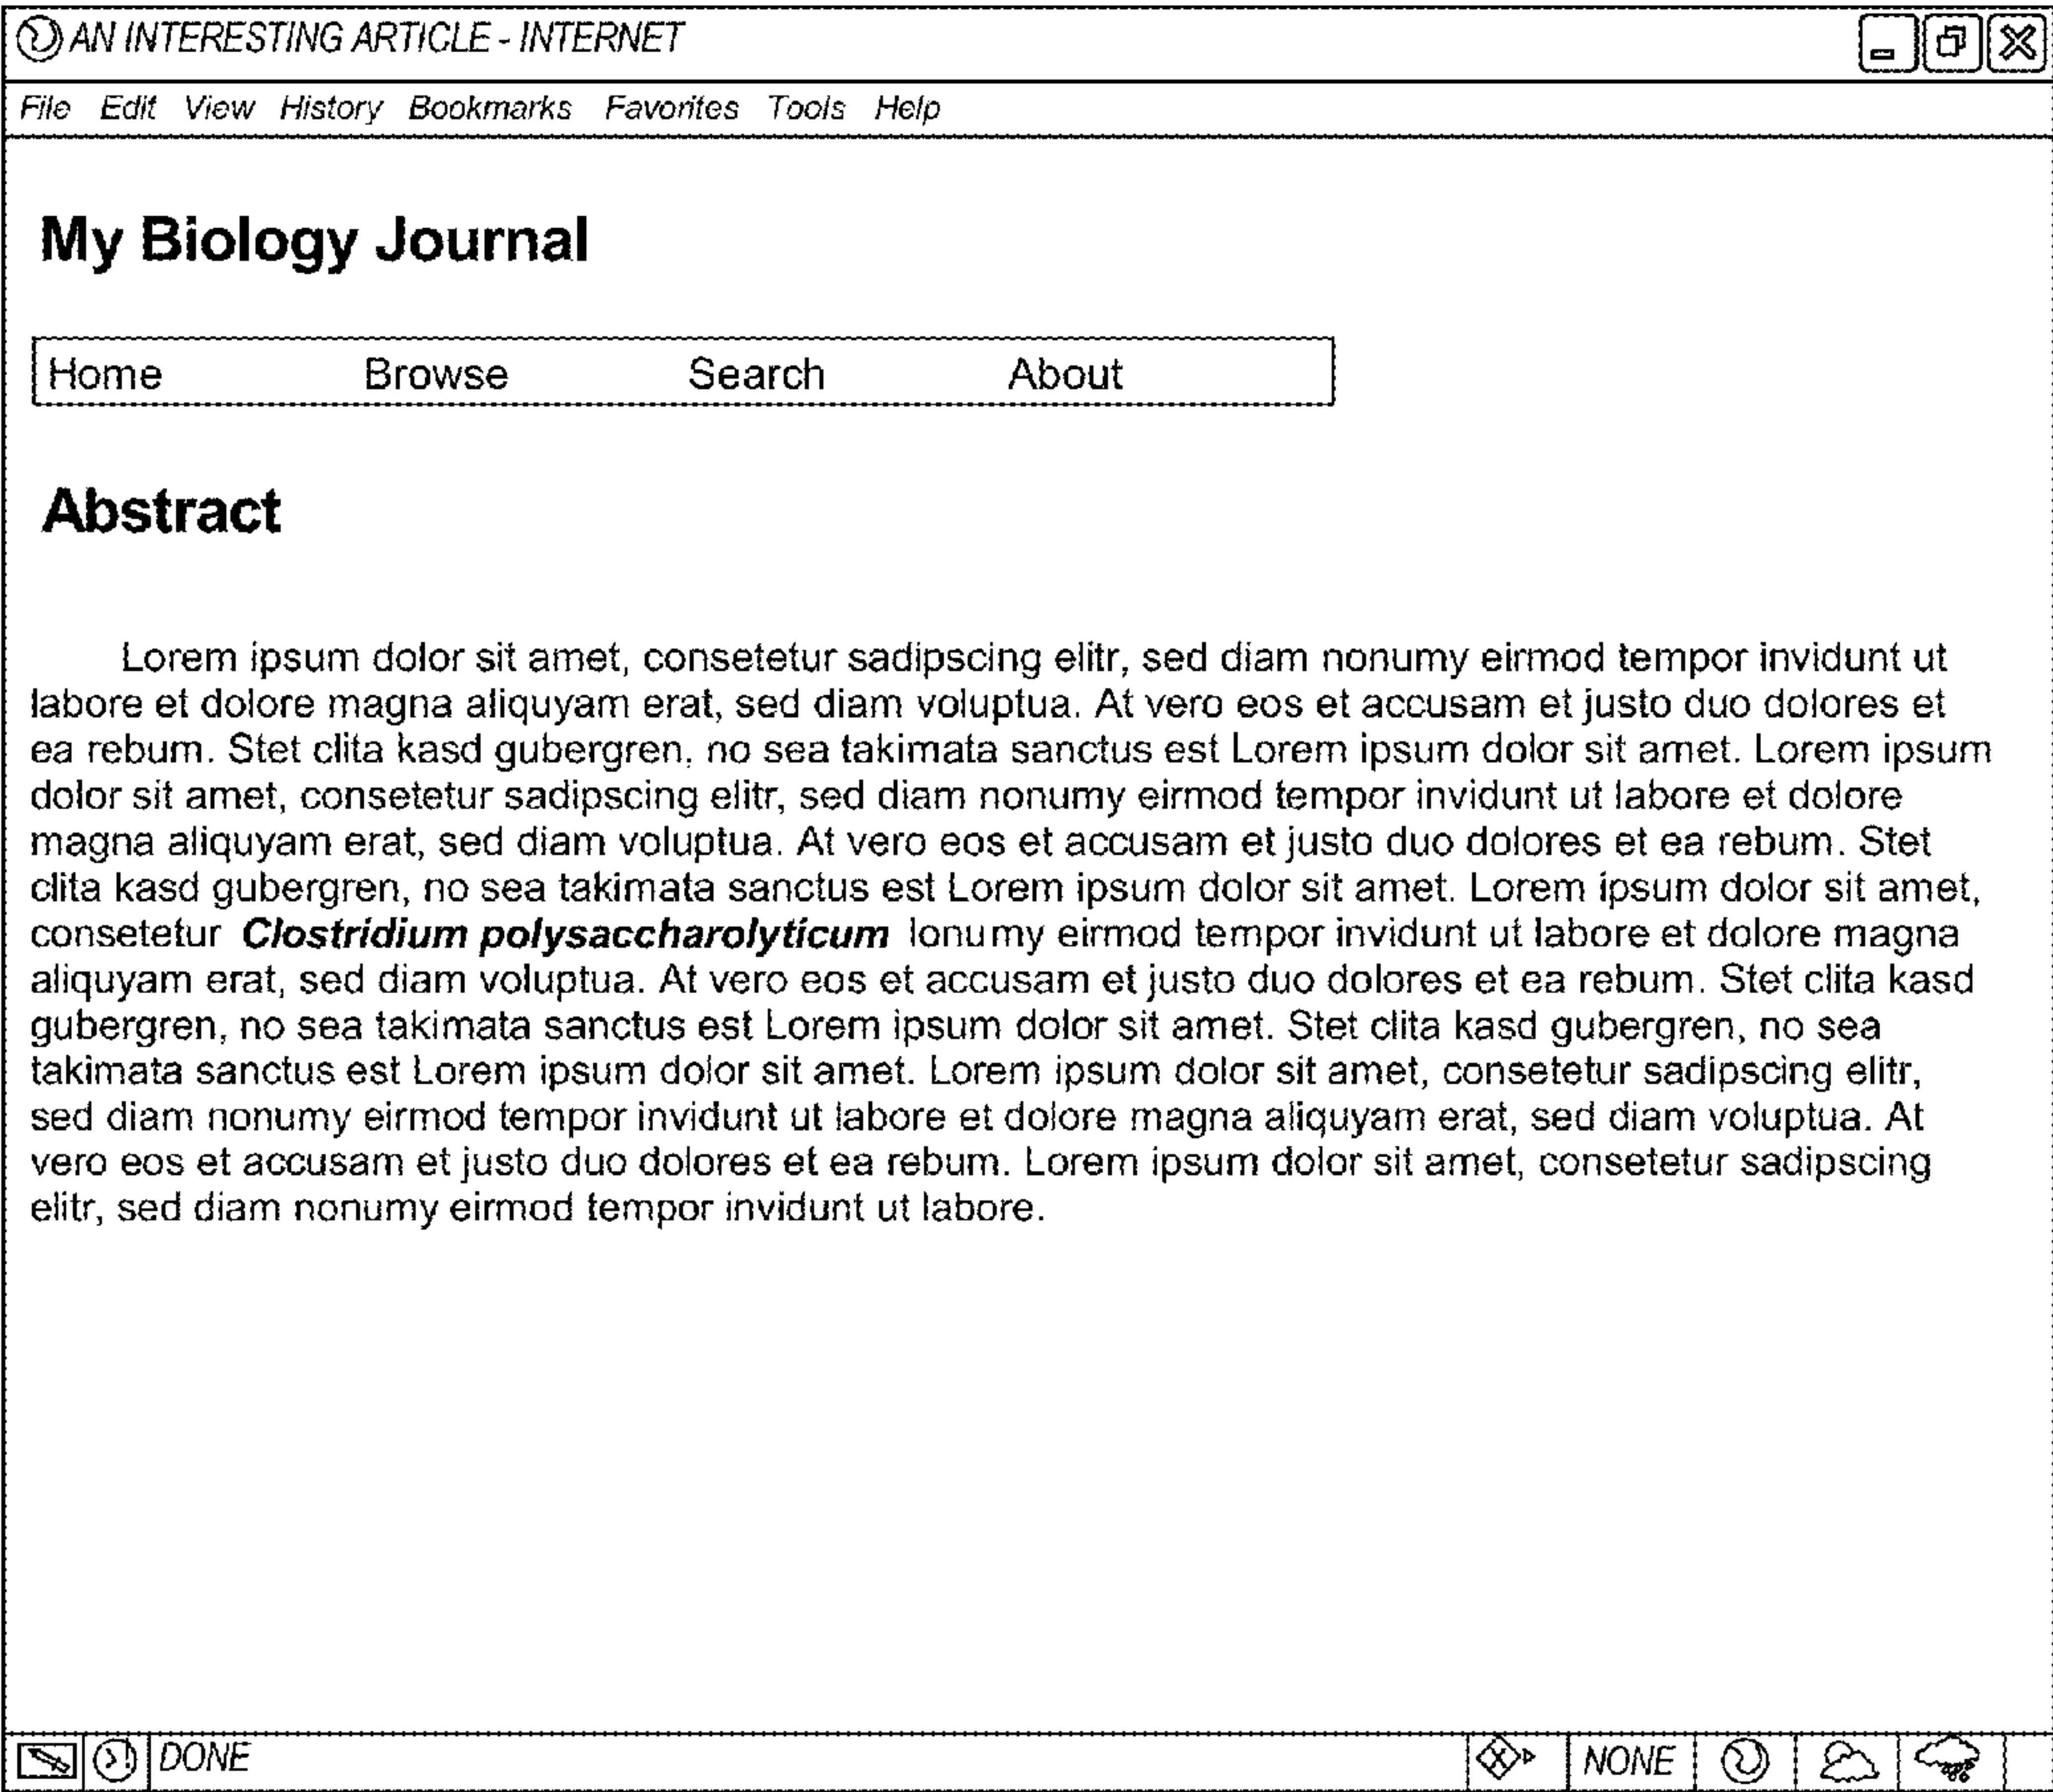 AN INTERESTING ARTICLE - INTERNET
File Edit View History Bookmarks Favorites Tools Help
My Biology Journal
Home Browse Search About
Abstract
Lorem ipsum dolor sit amet, consetetur sadipscing elitr, sed diam nonumy eirmod tempor invidunt ut
labore et dolore magna aliquyam erat, sed diam voluptua. At vero eos et accusam et justo duo dolores et
ea rebum. Stet clita kasd gubergren, no sea takimata sanctus est Lorem ipsum dolor sit amet. Lorem ipsum
dolor sit amet, consetetur sadipscing elitr, sed diam nonumy eirmod tempor invidunt ut labore et dolore
magna aliquyam erat, sed diam voluptua. At vero eos et accusam et justo duo dolores et ea rebum. Stet
clita kasd gubergren, no sea takimata sanctus est Lorem ipsum dolor sit amet. Lorem ipsum dolor sit amet,
consetetur Clostridium polysaccharolyticum lonumy eirmod tempor invidunt ut labore et dolore magna
aliquyam erat, sed diam voluptua. At vero eos et accusam et justo duo dolores et ea rebum. Stet clita kasd
gubergren, no sea takimata sanctus est Lorem ipsum dolor sit amet. Stet clita kasd gubergren, no sea
takimata sanctus est Lorem ipsum dolor sit amet. Lorem ipsum dolor sit amet, consetetur sadipscing elitr,
sed diam nonumy eirmod tempor invidunt ut labore et dolore magna aliquyam erat, sed diam voluptua. At
vero eos et accusam et justo duo dolores et ea rebum. Lorem ipsum dolor sit amet, consetetur sadipscing
elitr, sed diam nonumy eirmod tempor invidunt ut labore.
DONE NONE